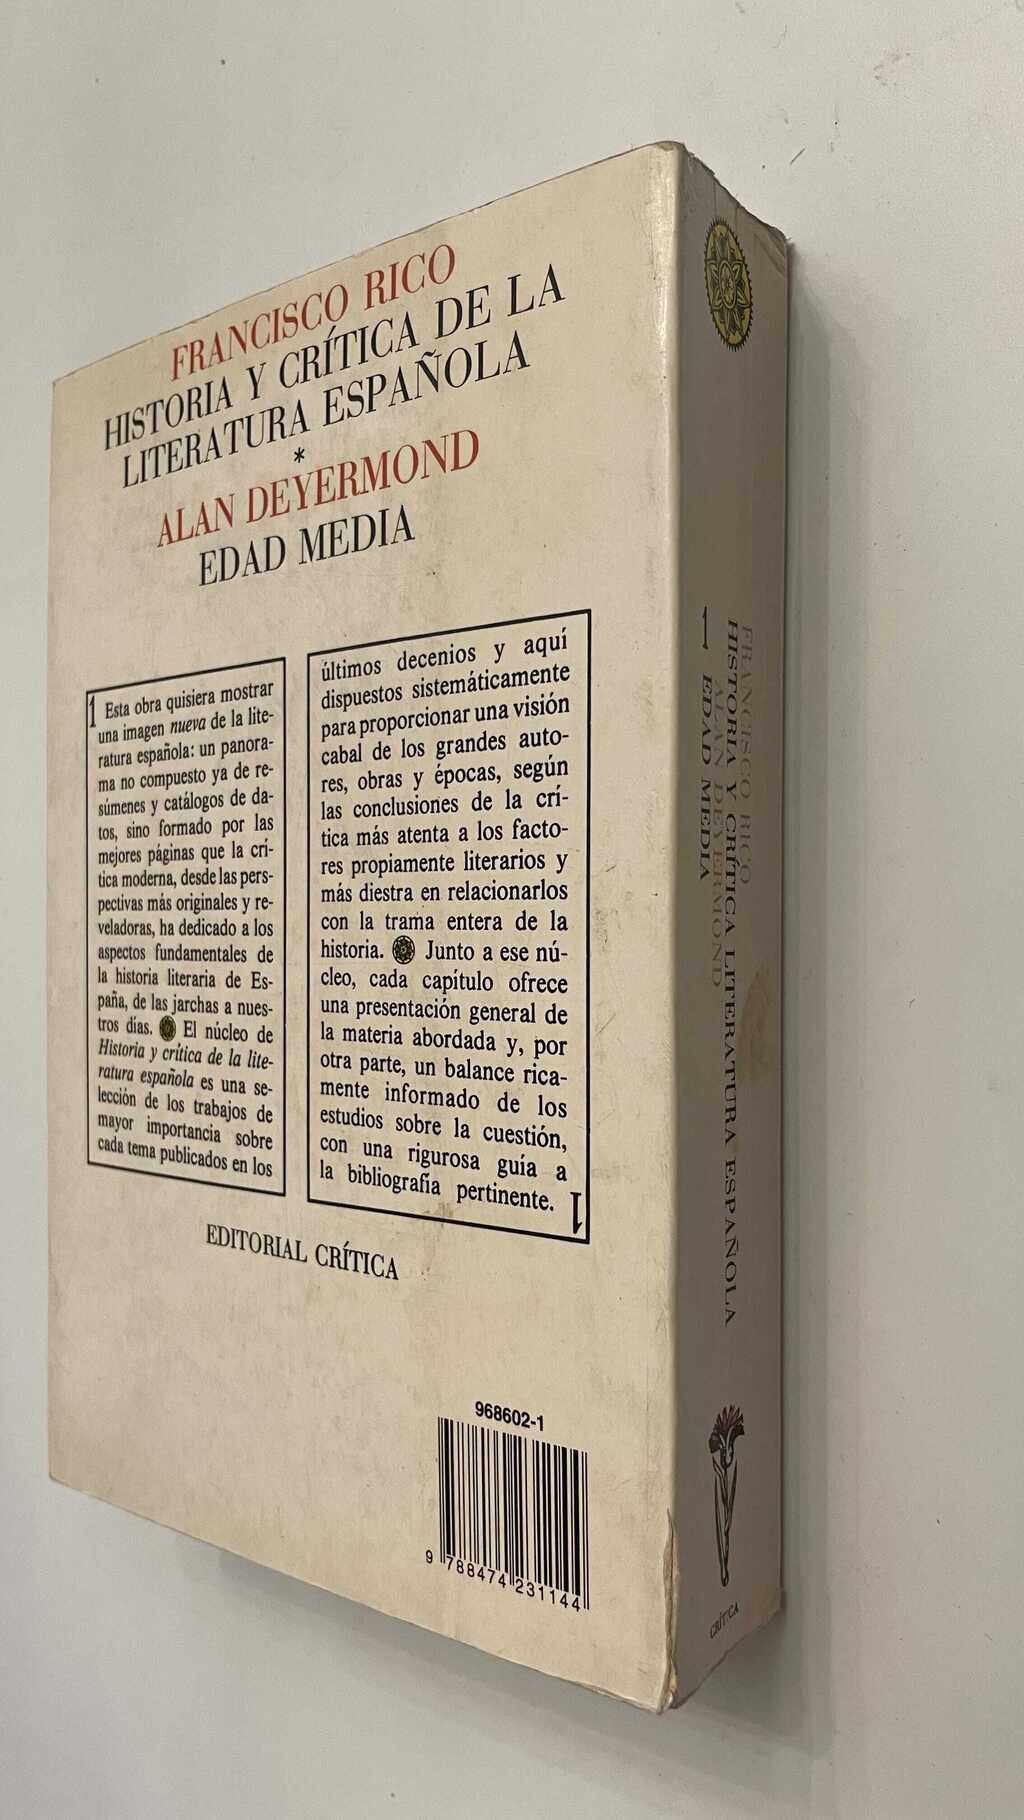 FRANCISCO RICO
HISTORIA Y CRÍTICA DE LA
LITERATURA ESPAÑOLA
*
ALAN DEYERMOND
EDAD MEDIA
1 Esta obra quisiera mostrar
una imagen nueva de la lite-
ratura española: un panora-
ma no compuesto ya de re-
súmenes y catálogos de da-
tos, sino formado por las
mejores páginas que la crí-
tica moderna, desde las pers-
pectivas más originales y re-
veladoras, ha dedicado a los
aspectos fundamentales de
la historia literaria de Es-
paña, de las jarchas a nues-
tros días. El núcleo de
Historia y crítica de la lite-
ratura española es una se-
lección de los trabajos de
mayor importancia sobre
cada tema publicados en los
últimos decenios y aquí
dispuestos sistemáticamente
para proporcionar una visión
cabal de los grandes auto-
res, obras y épocas, según
las conclusiones de la crí-
tica más atenta a los facto-
res propiamente literarios y
más diestra en relacionarlos
con la trama entera de la
historia. Junto a ese nú-
cleo, cada capítulo ofrece
una presentación general de
la materia abordada y, por
otra parte, un balance rica-
mente informado de los
estudios sobre la cuestión,
con una rigurosa guía a
la bibliografía pertinente. 1
EDITORIAL CRÍTICA
968602-1
9 788474 231144
FRANCISCO RICO
HISTORIA Y CRÍTICA LITERATURA ESPAÑOLA
ALAN DEYERMOND
1 EDAD MEDIA
CRÍTICA